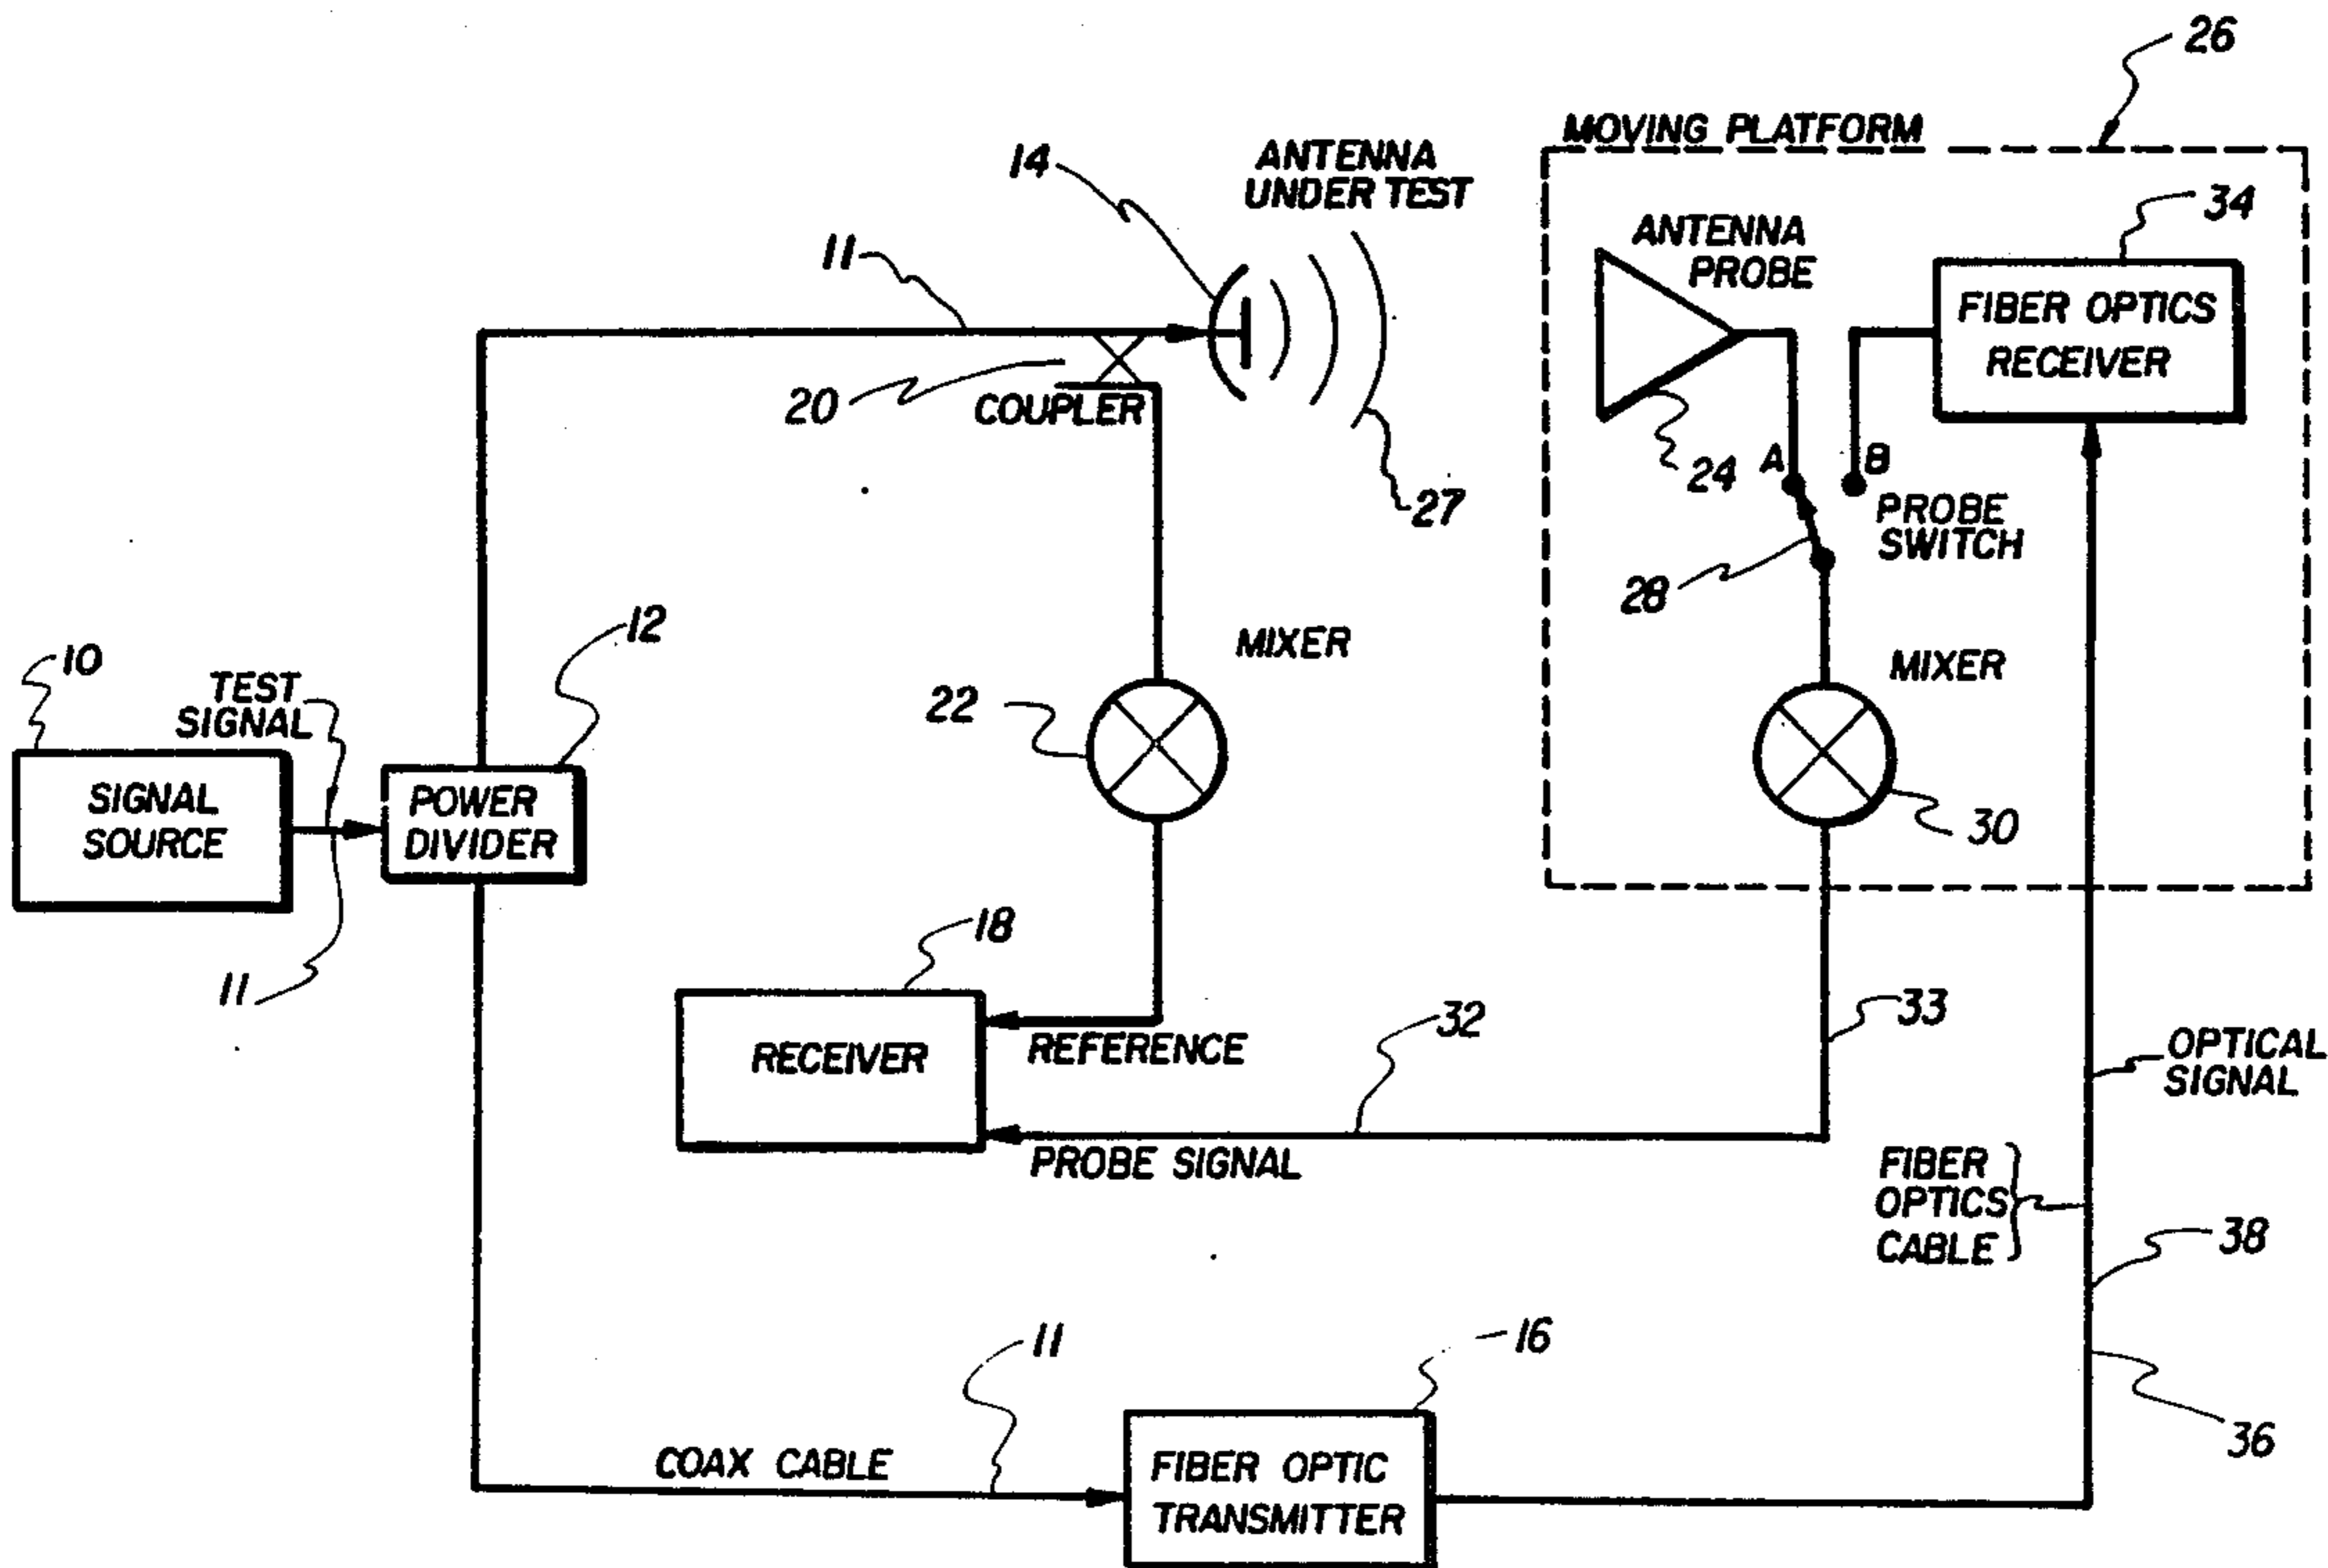 26
MOVING PLATFORM
14
ANTENNA
UNDER TEST
34
11
ANTENNA
PROBE
FIBER OPTICS
RECEIVER
20
COUPLER
24
A
B
27
PROBE
SWITCH
28
12
MIXER
10
TEST
SIGNAL
22
MIXER
SIGNAL
SOURCE
POWER
DIVIDER
30
18
11
33
32
REFERENCE
RECEIVER
OPTICAL
SIGNAL
PROBE SIGNAL
FIBER
OPTICS
CABLE
38
11
16
36
COAX CABLE
FIBER OPTIC
TRANSMITTER